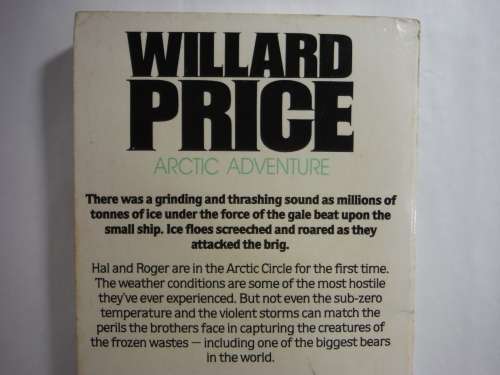 WILLARD
PRICE
ARCTIC ADVENTURE
There was a grinding and thrashing sound as millions of
tonnes of ice under the force of the gale beat upon the
small ship. Ice floes screeched and roared as they
attacked the brig.
Hal and Roger are in the Arctic Circle for the first time.
The weather conditions are some of the most hostile
they've ever experienced. But not even the sub-zero
temperature and the violent storms can match the
perils the brothers face in capturing the creatures of
the frozen wastes – including one of the biggest bears
in the world.